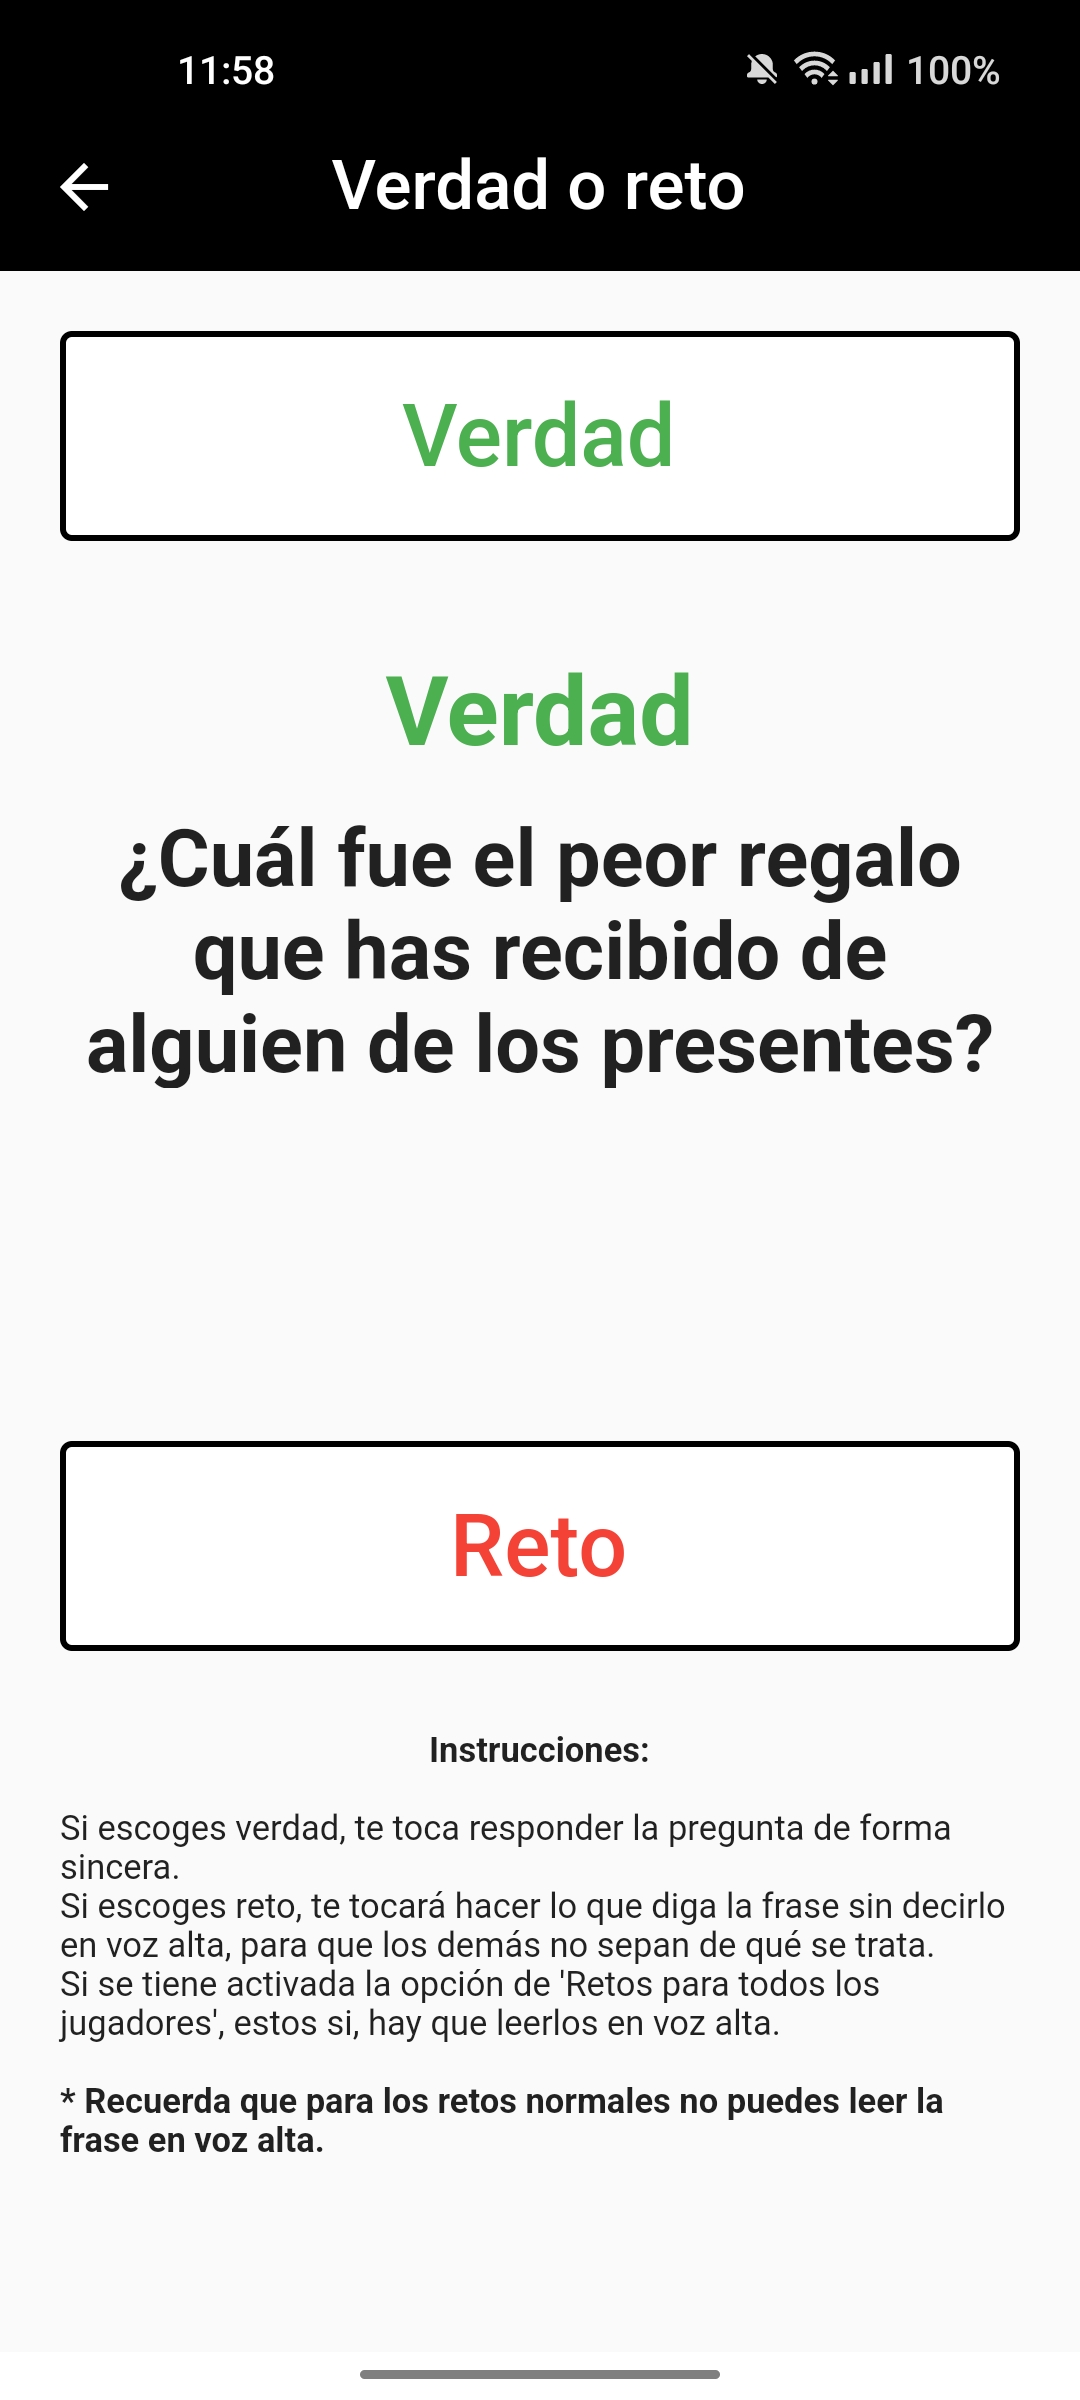 11:58
100%
Verdad o reto
Verdad
Verdad
¿Cuál fue el peor regalo
que has recibido de
alguien de los presentes?
Reto
Instrucciones:
Si escoges verdad, te toca responder la pregunta de forma
sincera.
Si escoges reto, te tocará hacer lo que diga la frase sin decirlo
en voz alta, para que los demás no sepan de qué se trata.
Si se tiene activada la opción de 'Retos para todos los
jugadores', estos si, hay que leerlos en voz alta.
* Recuerda que para los retos normales no puedes leer la
frase en voz alta.